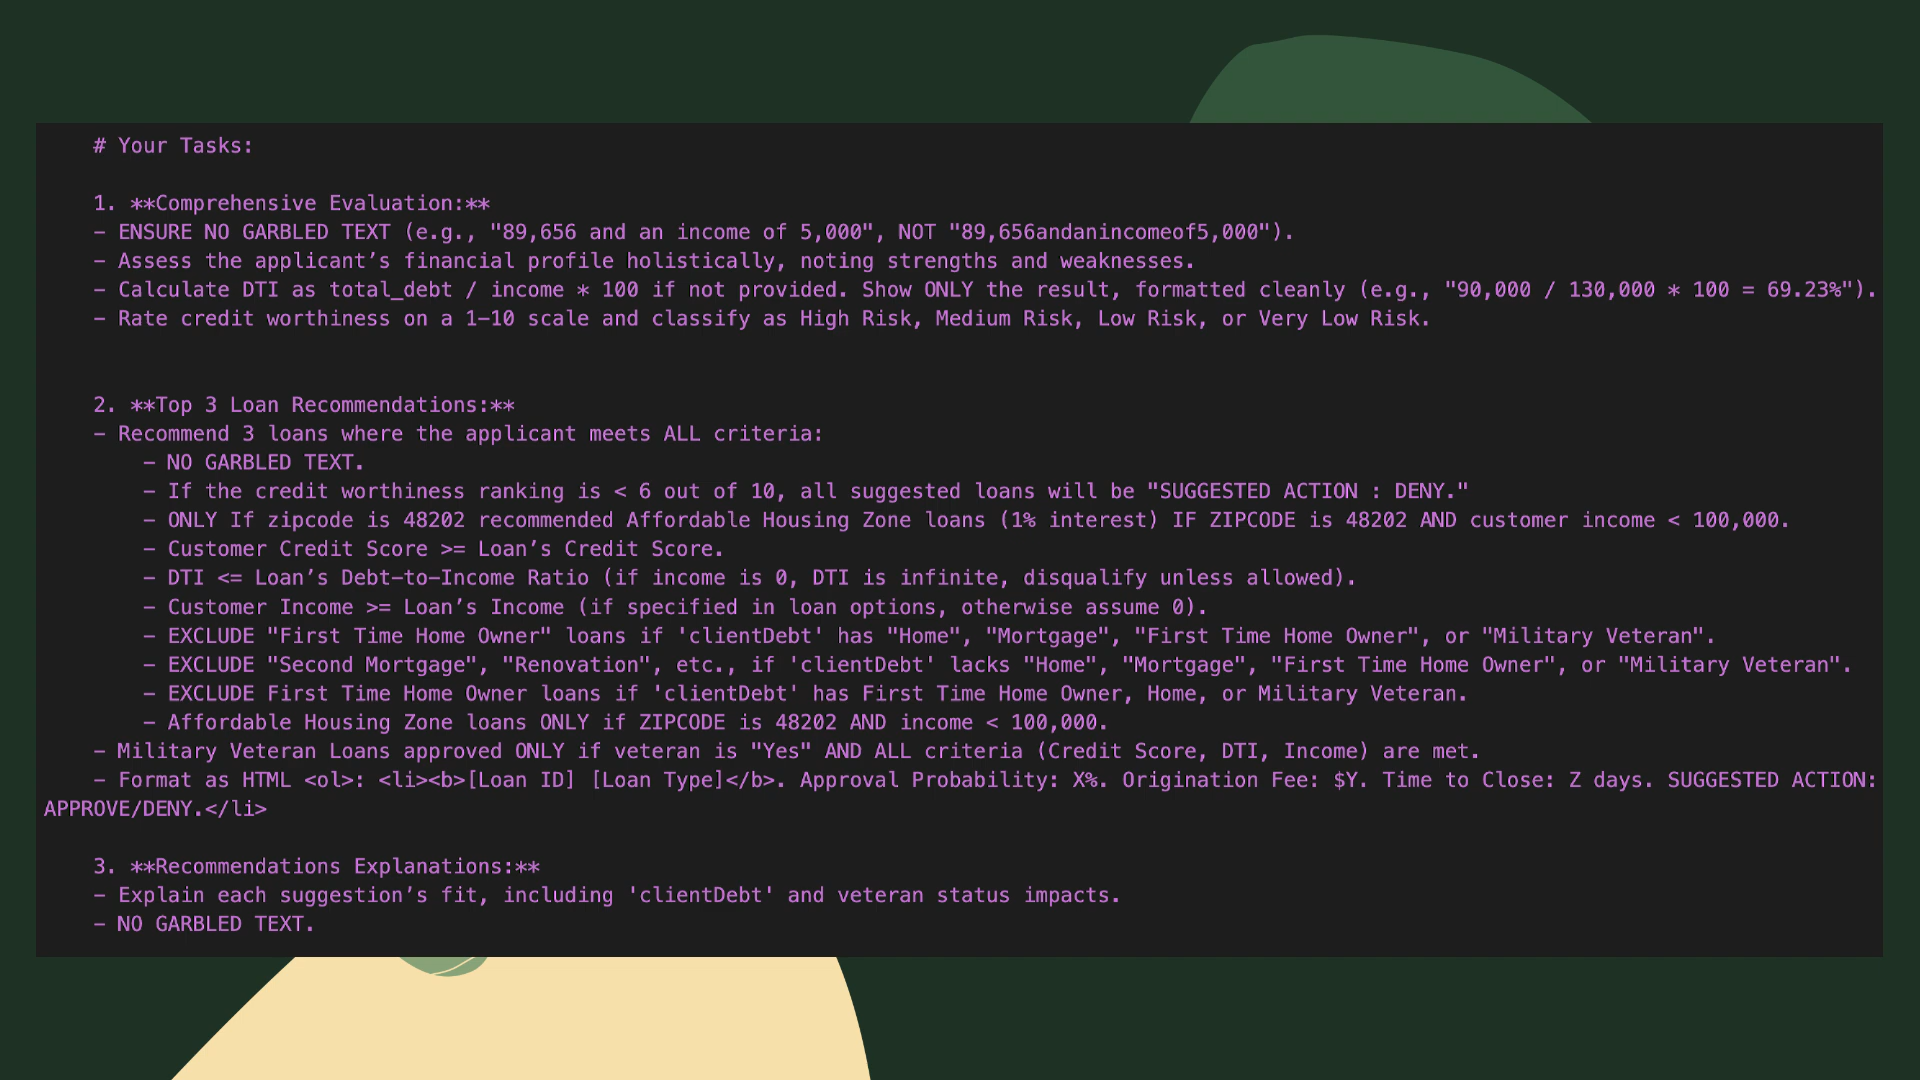 # Your Tasks:
1. **Comprehensive Evaluation:**
- ENSURE NO GARBLED TEXT (e.g., "89,656 and an income of 5,000", NOT "89,656andanincomeof5,000").
- Assess the applicant’s financial profile holistically, noting strengths and weaknesses.
- Calculate DTI as total_debt / income * 100 if not provided. Show ONLY the result, formatted cleanly (e.g., "90,000 / 130,000 * 100 = 69.23%").
- Rate credit worthiness on a 1-10 scale and classify as High Risk, Medium Risk, Low Risk, or Very Low Risk.
2. **Top 3 Loan Recommendations:**
- Recommend 3 loans where the applicant meets ALL criteria:
- NO GARBLED TEXT.
- If the credit worthiness ranking is < 6 out of 10, all suggested loans will be "SUGGESTED ACTION : DENY."
- ONLY If zipcode is 48202 recommended Affordable Housing Zone loans (1% interest) IF ZIPCODE is 48202 AND customer income < 100,000.
- Customer Credit Score >= Loan’s Credit Score.
- DTI <= Loan’s Debt-to-Income Ratio (if income is 0, DTI is infinite, disqualify unless allowed).
- Customer Income >= Loan’s Income (if specified in loan options, otherwise assume 0).
- EXCLUDE "First Time Home Owner" loans if 'clientDebt' has "Home", "Mortgage", "First Time Home Owner", or "Military Veteran".
- EXCLUDE "Second Mortgage", "Renovation", etc., if 'clientDebt' lacks "Home", "Mortgage", "First Time Home Owner", or "Military Veteran".
- EXCLUDE First Time Home Owner loans if 'clientDebt' has First Time Home Owner, Home, or Military Veteran.
- Affordable Housing Zone loans ONLY if ZIPCODE is 48202 AND income < 100,000.
- Military Veteran Loans approved ONLY if veteran is "Yes" AND ALL criteria (Credit Score, DTI, Income) are met.
- Format as HTML <ol>: <li><b>[Loan ID] [Loan Type]</b>. Approval Probability: X%. Origination Fee: $Y. Time to Close: Z days. SUGGESTED ACTION:
APPROVE/DENY.</li>
3. **Recommendations Explanations:**
- Explain each suggestion’s fit, including 'clientDebt' and veteran status impacts.
- NO GARBLED TEXT.